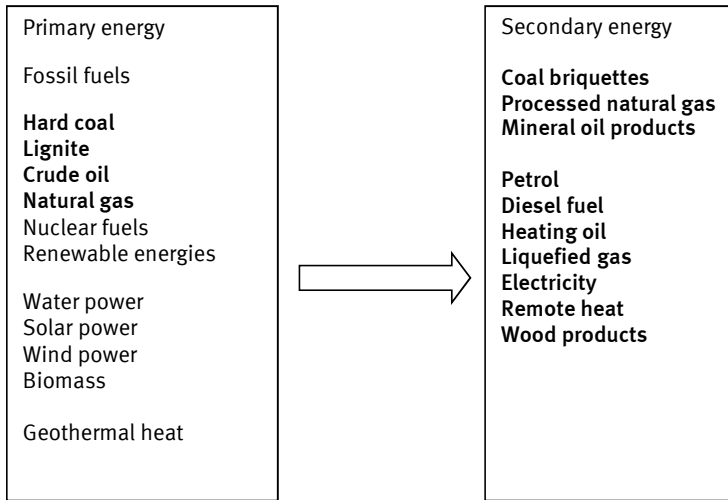 Primary energy
Fossil fuels
Hard coal
Lignite
Crude oil
Natural gas
Nuclear fuels
Renewable energies
Water power
Solar power
Wind power
Biomass
Geothermal heat
Secondary energy
Coal briquettes
Processed natural gas
Mineral oil products
Petrol
Diesel fuel
Heating oil
Liquefied gas
Electricity
Remote heat
Wood products